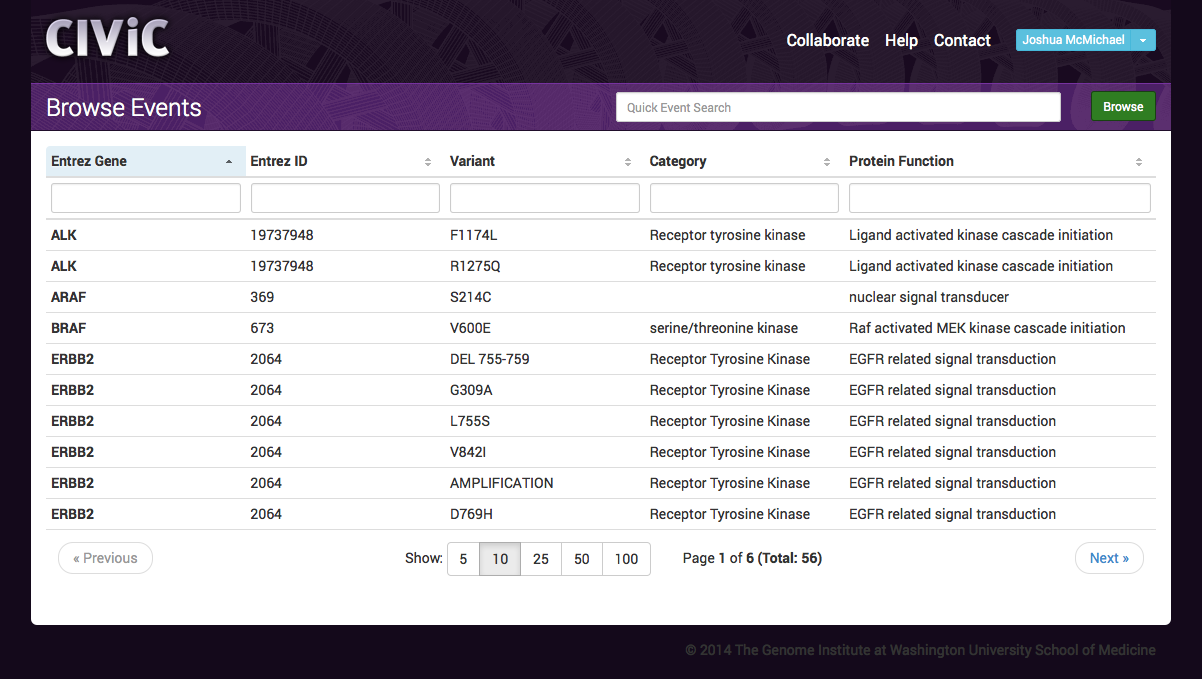 CIViC
Collaborate Help Contact Joshua McMichael
Browse Events Quick Event Search Browse
Entrez Gene Entrez ID Variant Category Protein Function
ALK 19737948 F1174L Receptor tyrosine kinase Ligand activated kinase cascade initiation
ALK 19737948 R1275Q Receptor tyrosine kinase Ligand activated kinase cascade initiation
ARAF 369 S214C nuclear signal transducer
BRAF 673 V600E serine/threonine kinase Raf activated MEK kinase cascade initiation
ERBB2 2064 DEL 755-759 Receptor Tyrosine Kinase EGFR related signal transduction
ERBB2 2064 G309A Receptor Tyrosine Kinase EGFR related signal transduction
ERBB2 2064 L755S Receptor Tyrosine Kinase EGFR related signal transduction
ERBB2 2064 V842I Receptor Tyrosine Kinase EGFR related signal transduction
ERBB2 2064 AMPLIFICATION Receptor Tyrosine Kinase EGFR related signal transduction
ERBB2 2064 D769H Receptor Tyrosine Kinase EGFR related signal transduction
« Previous Show: 5 10 25 50 100 Page 1 of 6 (Total: 56) Next »
© 2014 The Genome Institute at Washington University School of Medicine